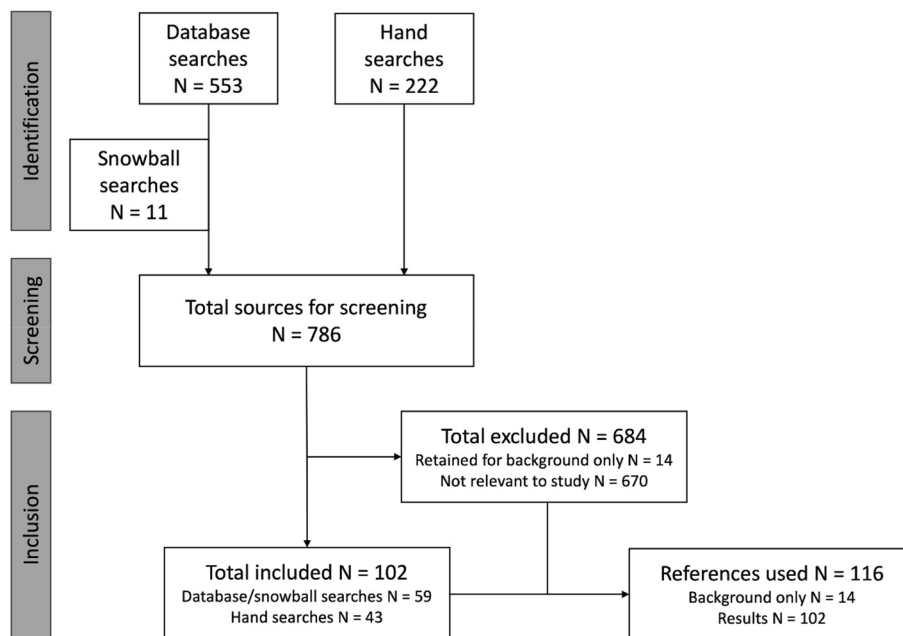 Identification
Database
searches
N = 553
Hand
searches
N = 222
Snowball
searches
N = 11
Screening
Total sources for screening
N = 786
Inclusion
Total excluded N = 684
Retained for background only N = 14
Not relevant to study N = 670
Total included N = 102
Database/snowball searches N = 59
Hand searches N = 43
References used N = 116
Background only N = 14
Results N = 102